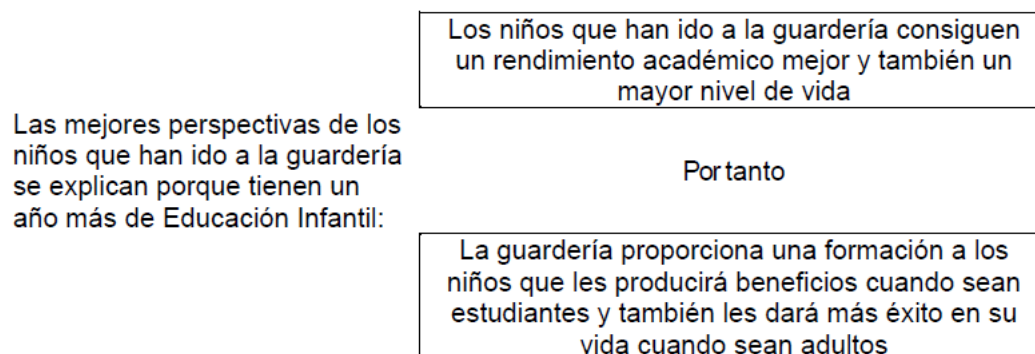 Los niños que han ido a la guardería consiguen
un rendimiento académico mejor y también un
mayor nivel de vida
Las mejores perspectivas de los
niños que han ido a la guardería
se explican porque tienen un
año más de Educación Infantil:
Por tanto
La guardería proporciona una formación a los
niños que les producirá beneficios cuando sean
estudiantes y también les dará más éxito en su
vida cuando sean adultos